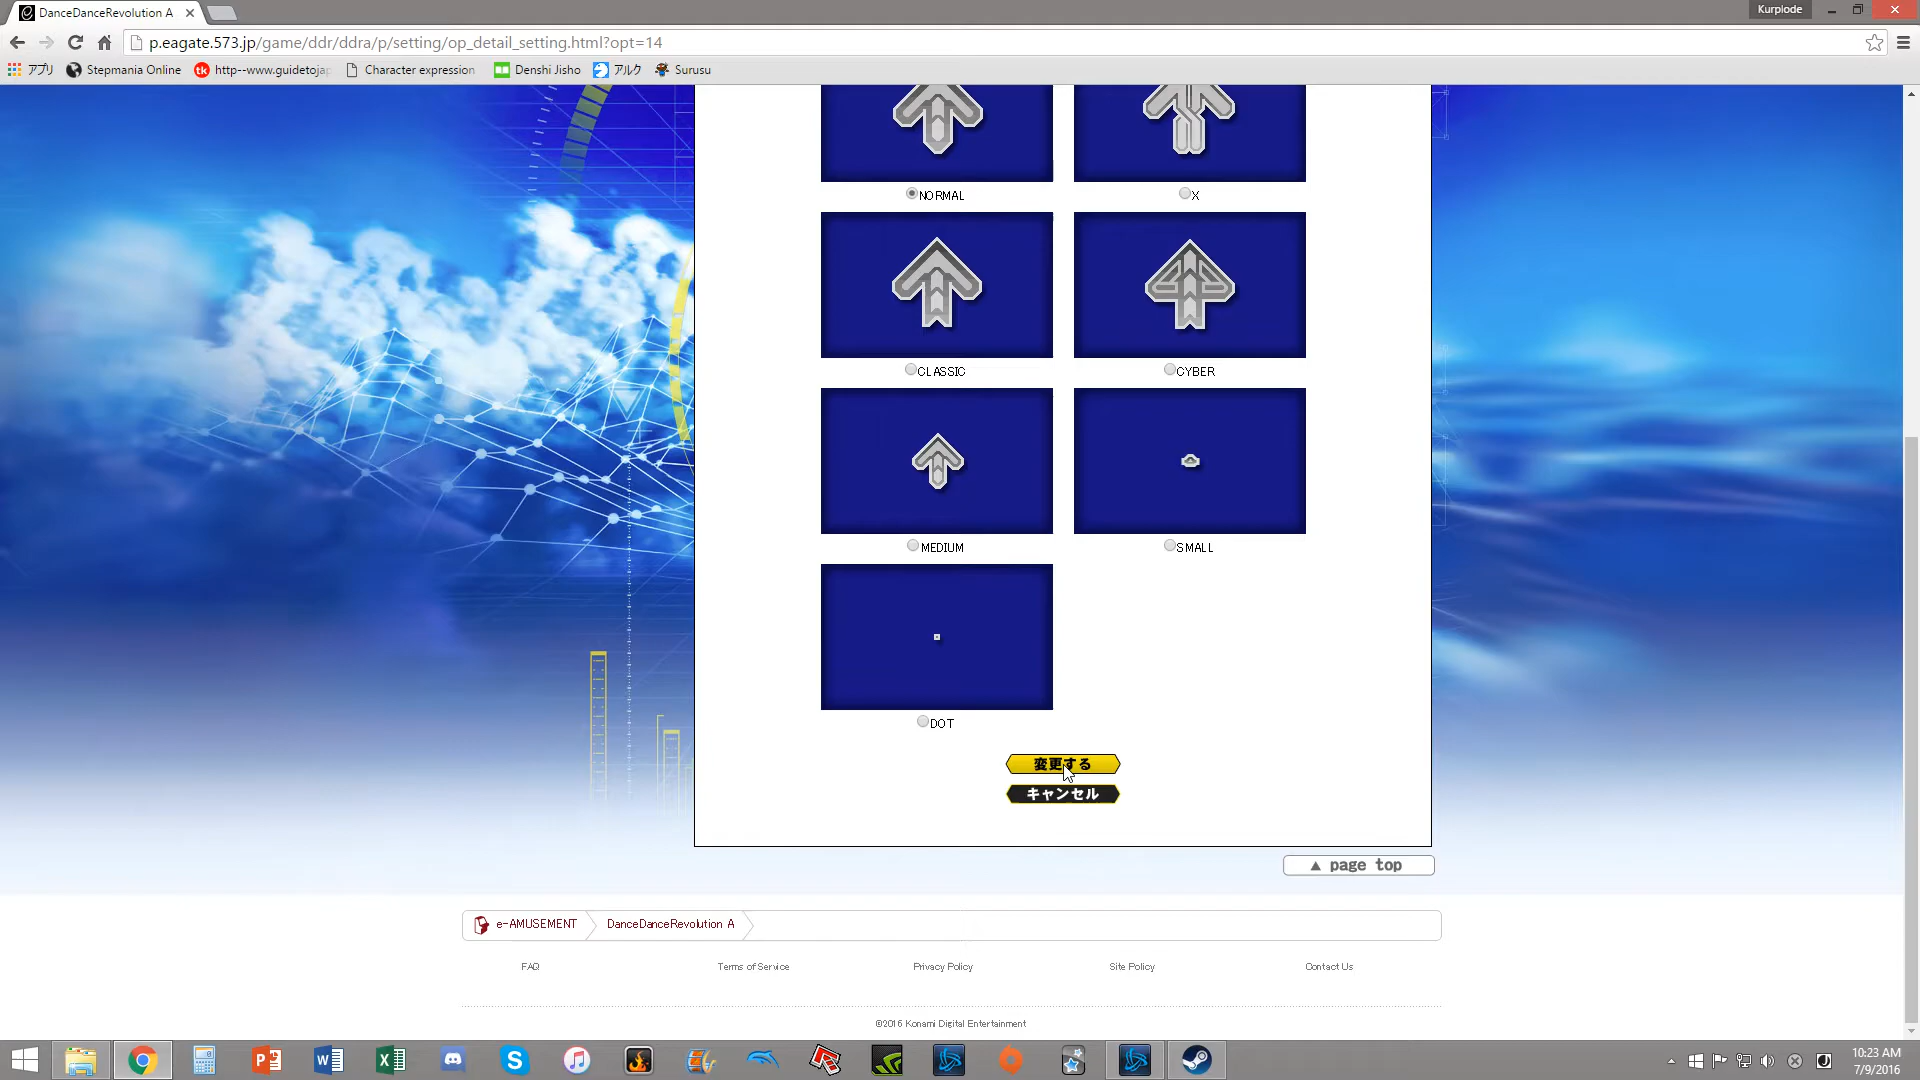 DanceDanceRevolution A
Kurplode
p.eagate.573.jp/game/ddr/ddra/p/setting/op_detail_setting.html?opt=14
アプリ Stepmania Online http--www.guidetojap Character expression Denshi Jisho アルク Surusu
NORMAL X
CLASSIC CYBER
MEDIUM SMALL
DOT
変更する
キャンセル
▲ page top
e-AMUSEMENT DanceDanceRevolution A
FAQ Terms of Service Privacy Policy Site Policy Contact Us
©2016 Konami Digital Entertainment
10:23 AM
7/9/2016